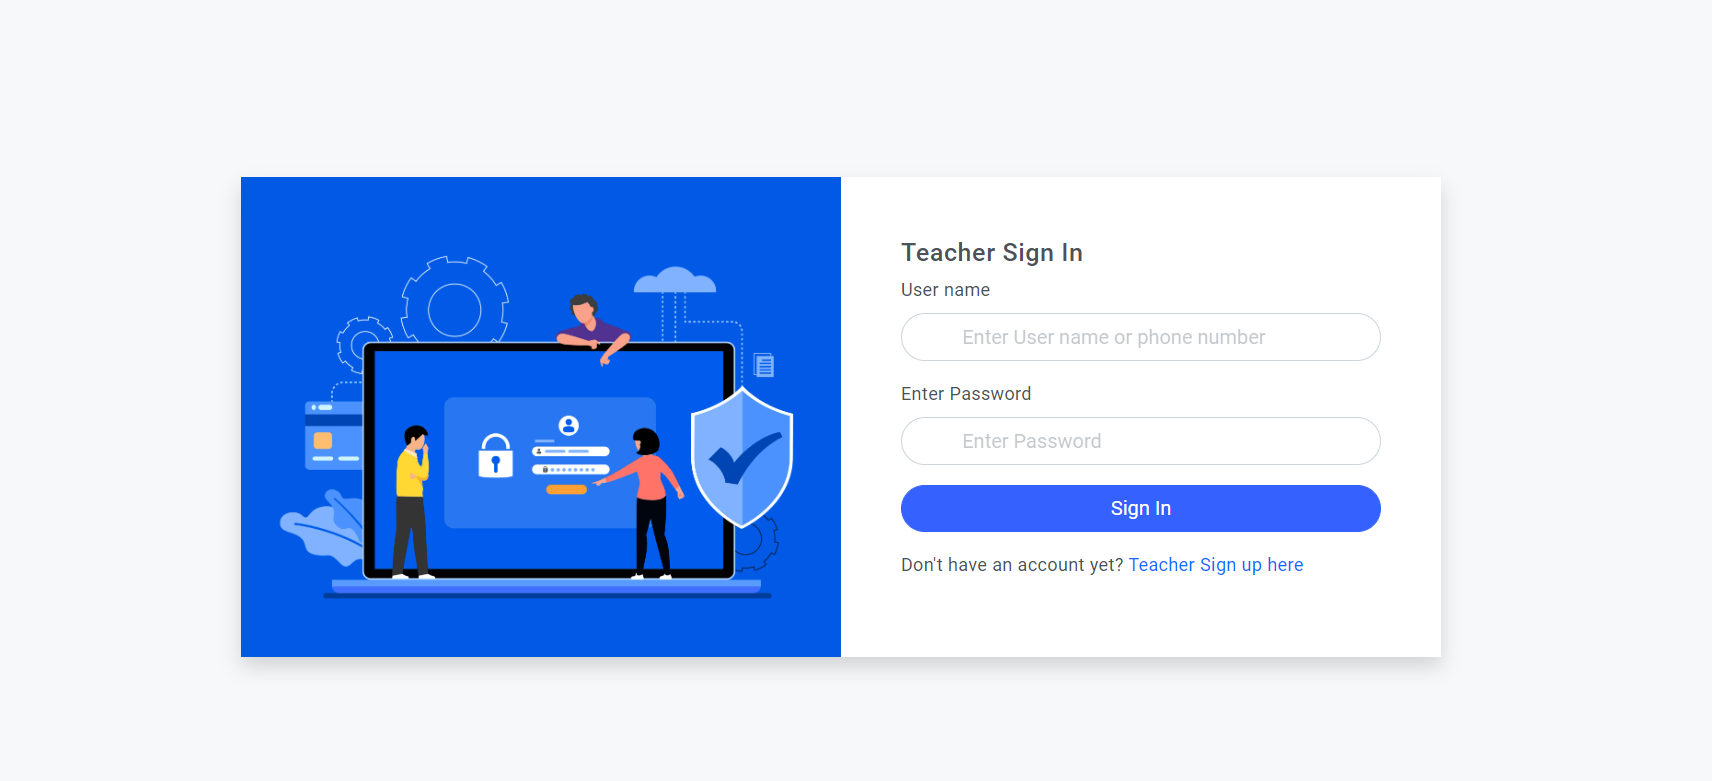 Teacher Sign In
User name
Enter User name or phone number
Enter Password
Enter Password
Sign In
Don't have an account yet? Teacher Sign up here